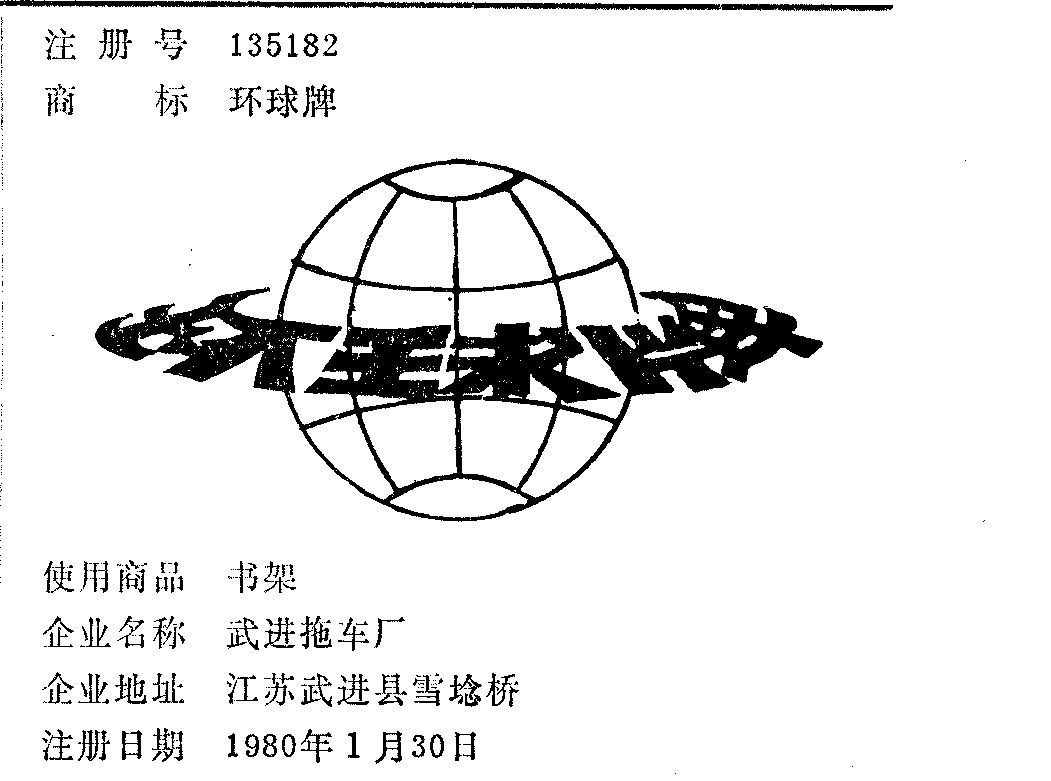 注册号 135182
商标 环球牌
环球牌
使用商品 书架
企业名称 武进拖车厂
企业地址 江苏武进县雪埝桥
注册日期 1980年1月30日